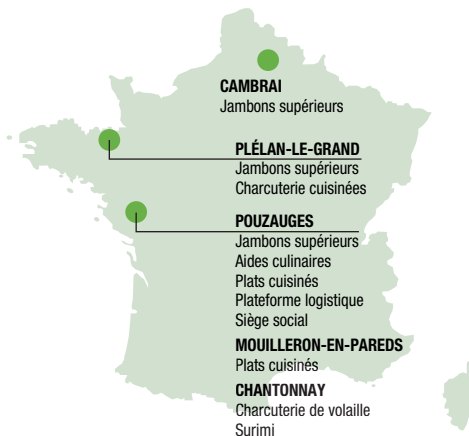 CAMBRAI
Jambons supérieurs
PLÉLAN-LE-GRAND
Jambons supérieurs
Charcuterie cuisinées
POUZAUGES
Jambons supérieurs
Aides culinaires
Plats cuisinés
Plateforme logistique
Siège social
MOUILLERON-EN-PAREDS
Plats cuisinés
CHANTONNAY
Charcuterie de volaille
Surimi